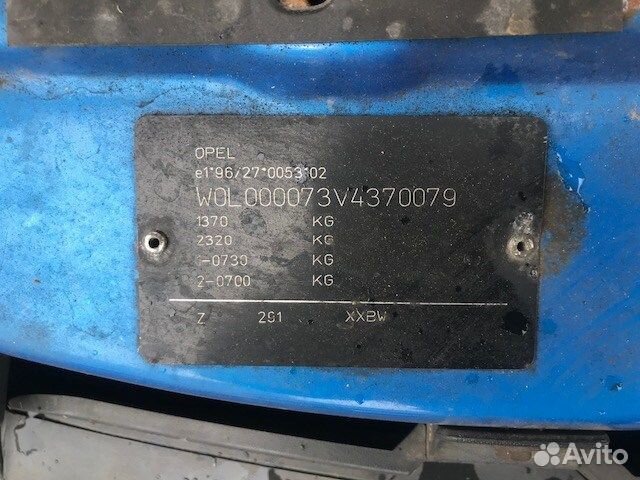 OPEL
e1*96/27*0053*02
W0L000073V4370079
1370 KG
2320 KG
1-0730 KG
2-0700 KG
Z 291 XXBW
Avito